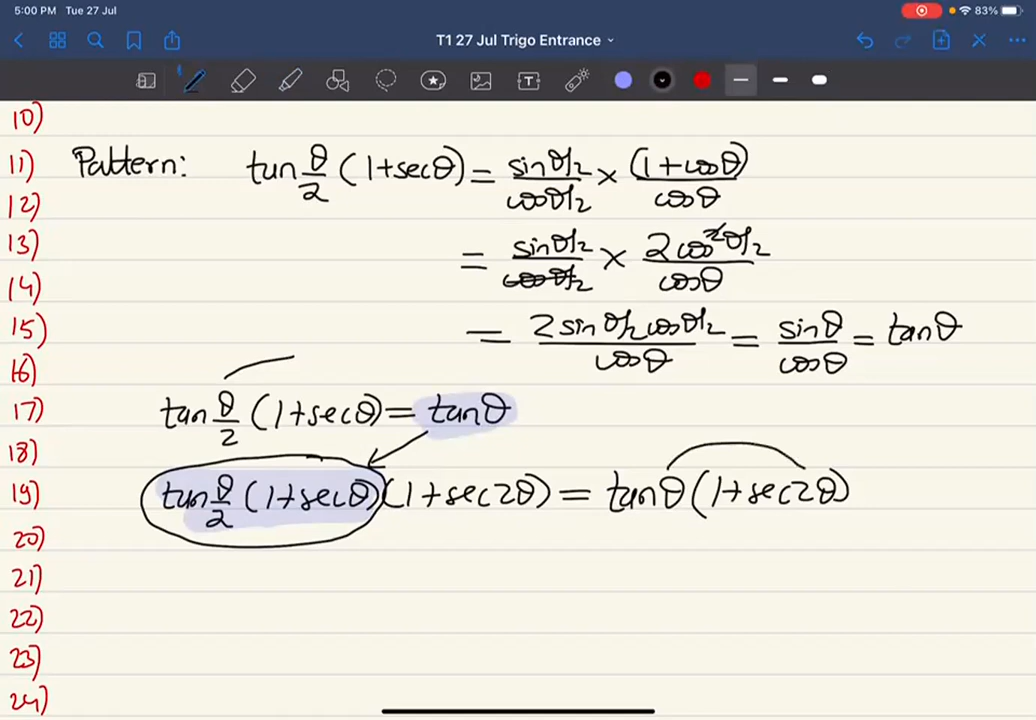 5:00 PM Tue 27 Jul 83%
T1 27 Jul Trigo Entrance
10)
11) Pattern: tan θ/2 (1+secθ) = sinθ/2 / cosθ/2 × (1+cosθ) / cosθ
12)
13) = sinθ/2 / cosθ/2 × 2cos²θ/2 / cosθ
14)
15) = 2sinθ/2 cosθ/2 / cosθ = sinθ / cosθ = tanθ
16)
17) tan θ/2 (1+secθ) = tanθ
18)
19) tan θ/2 (1+secθ)(1+sec2θ) = tanθ(1+sec2θ)
20)
21)
22)
23)
24)